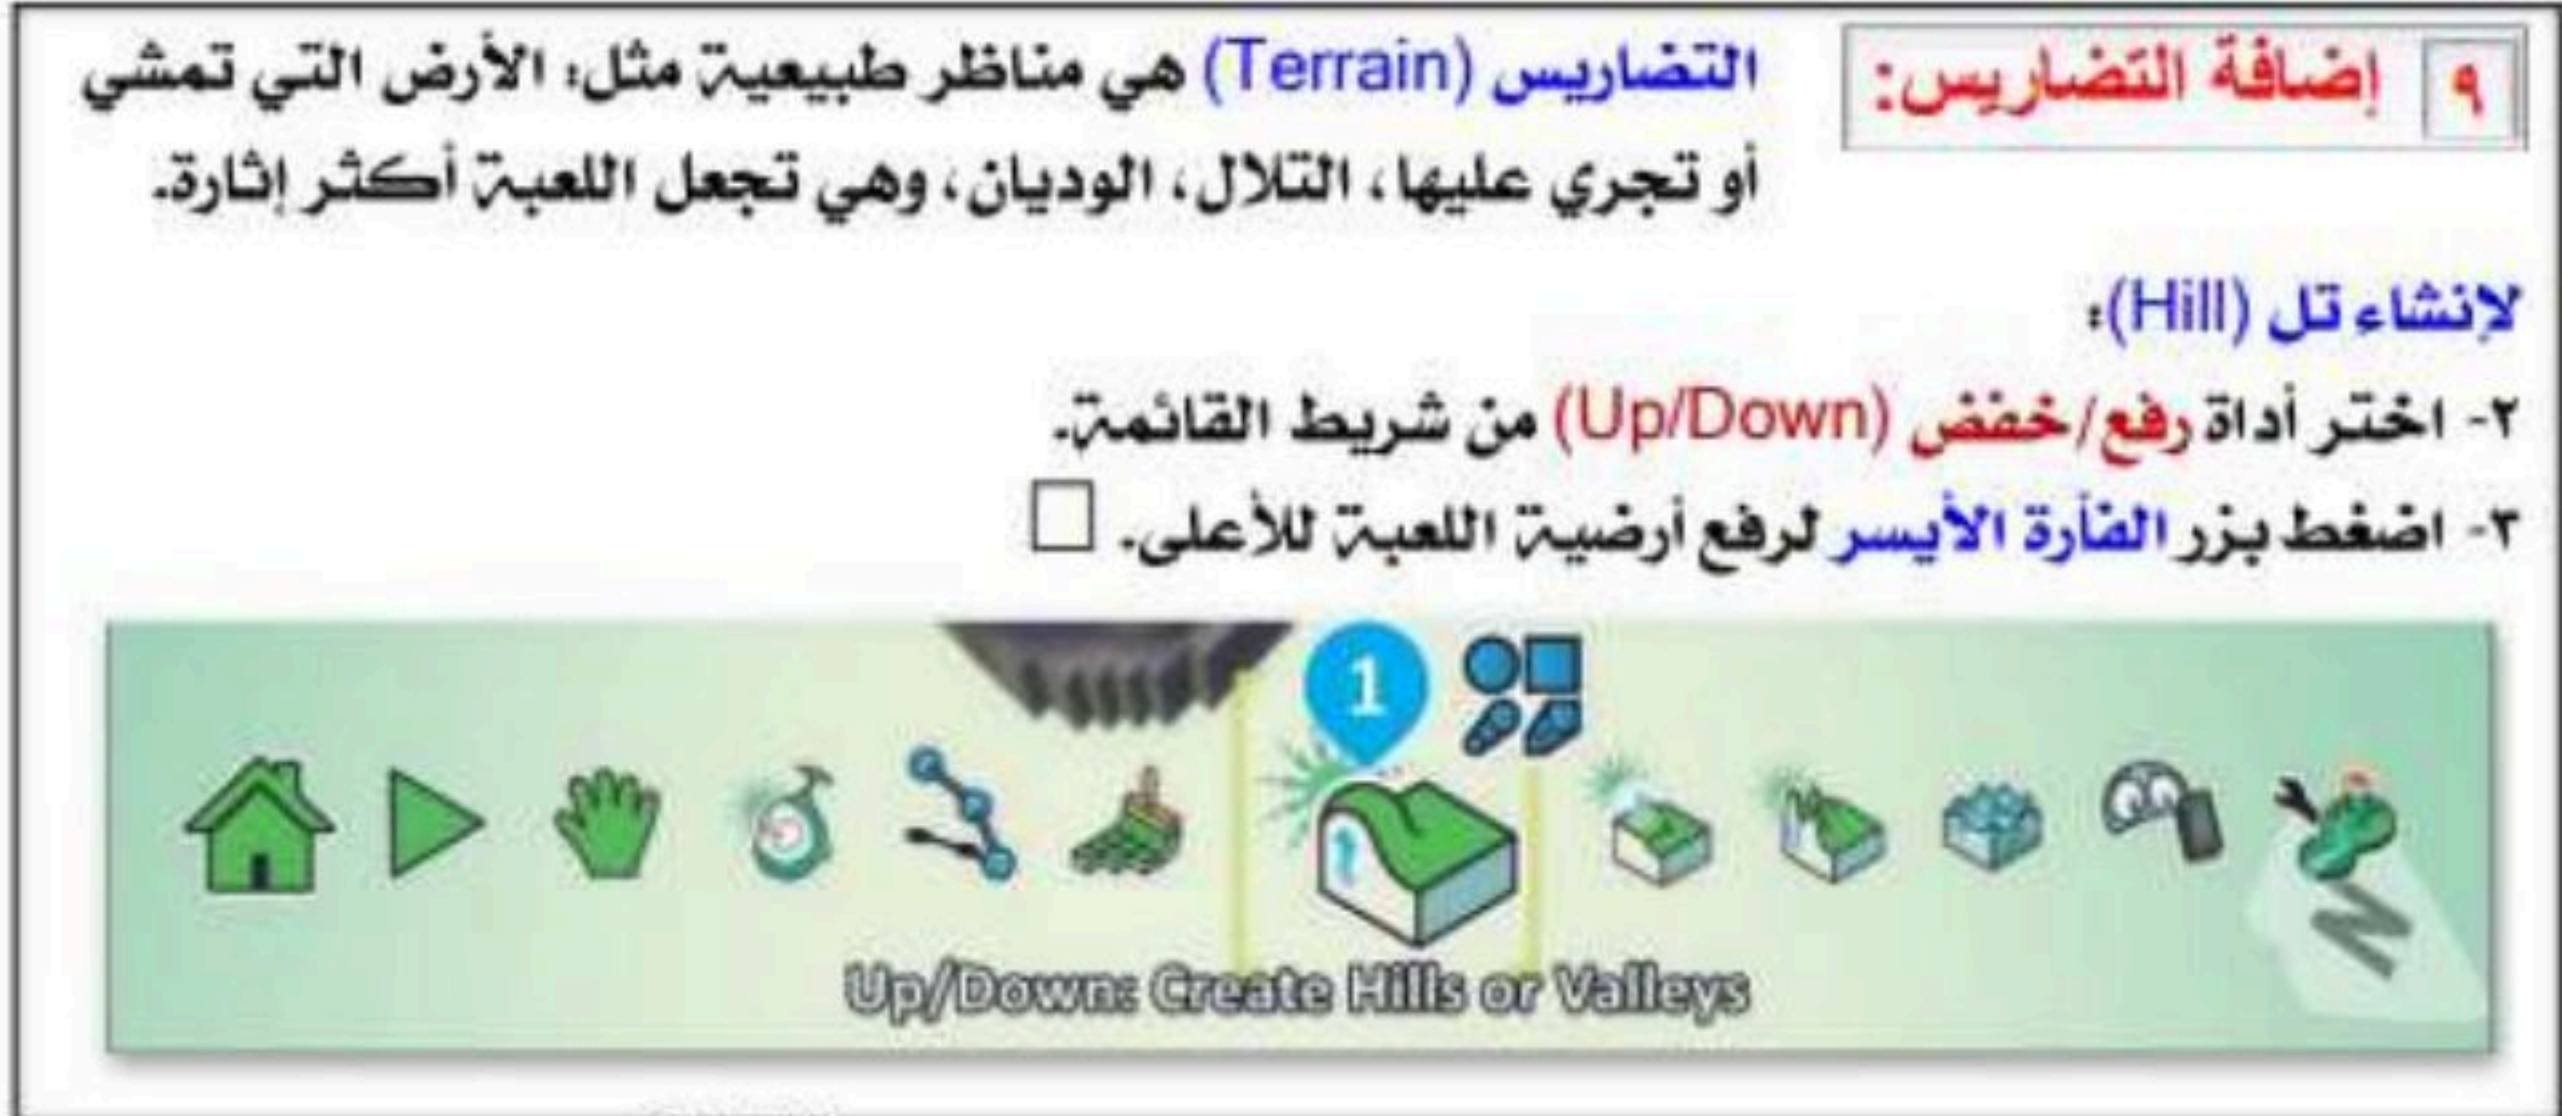 ٩ إضافة التضاريس:
التضاريس (Terrain) هي مناظر طبيعية مثل: الأرض التي تمشي
أو تجري عليها، التلال، الوديان، وهي تجعل اللعبة أكثر إثارة.
لإنشاء تل (Hill):
٢- اختر أداة رفع/خفض (Up/Down) من شريط القائمة.
٣- اضغط بزر الفأرة الأيسر لرفع أرضية اللعبة للأعلى.
1
Up/Down: Create Hills or Valleys